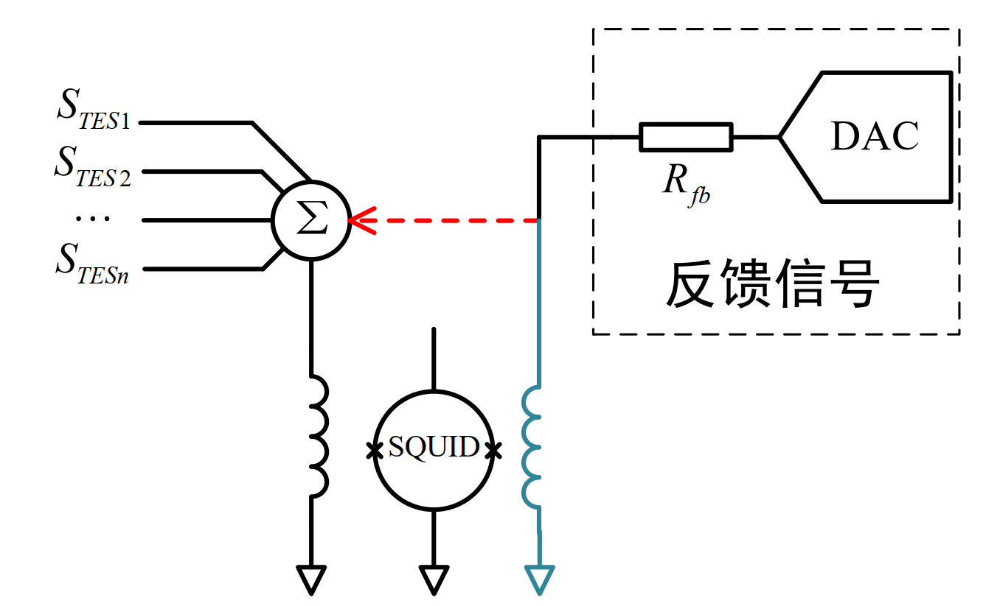 S_TES1
S_TES2
...
S_TESn
Σ
R_fb
DAC
反馈信号
SQUID